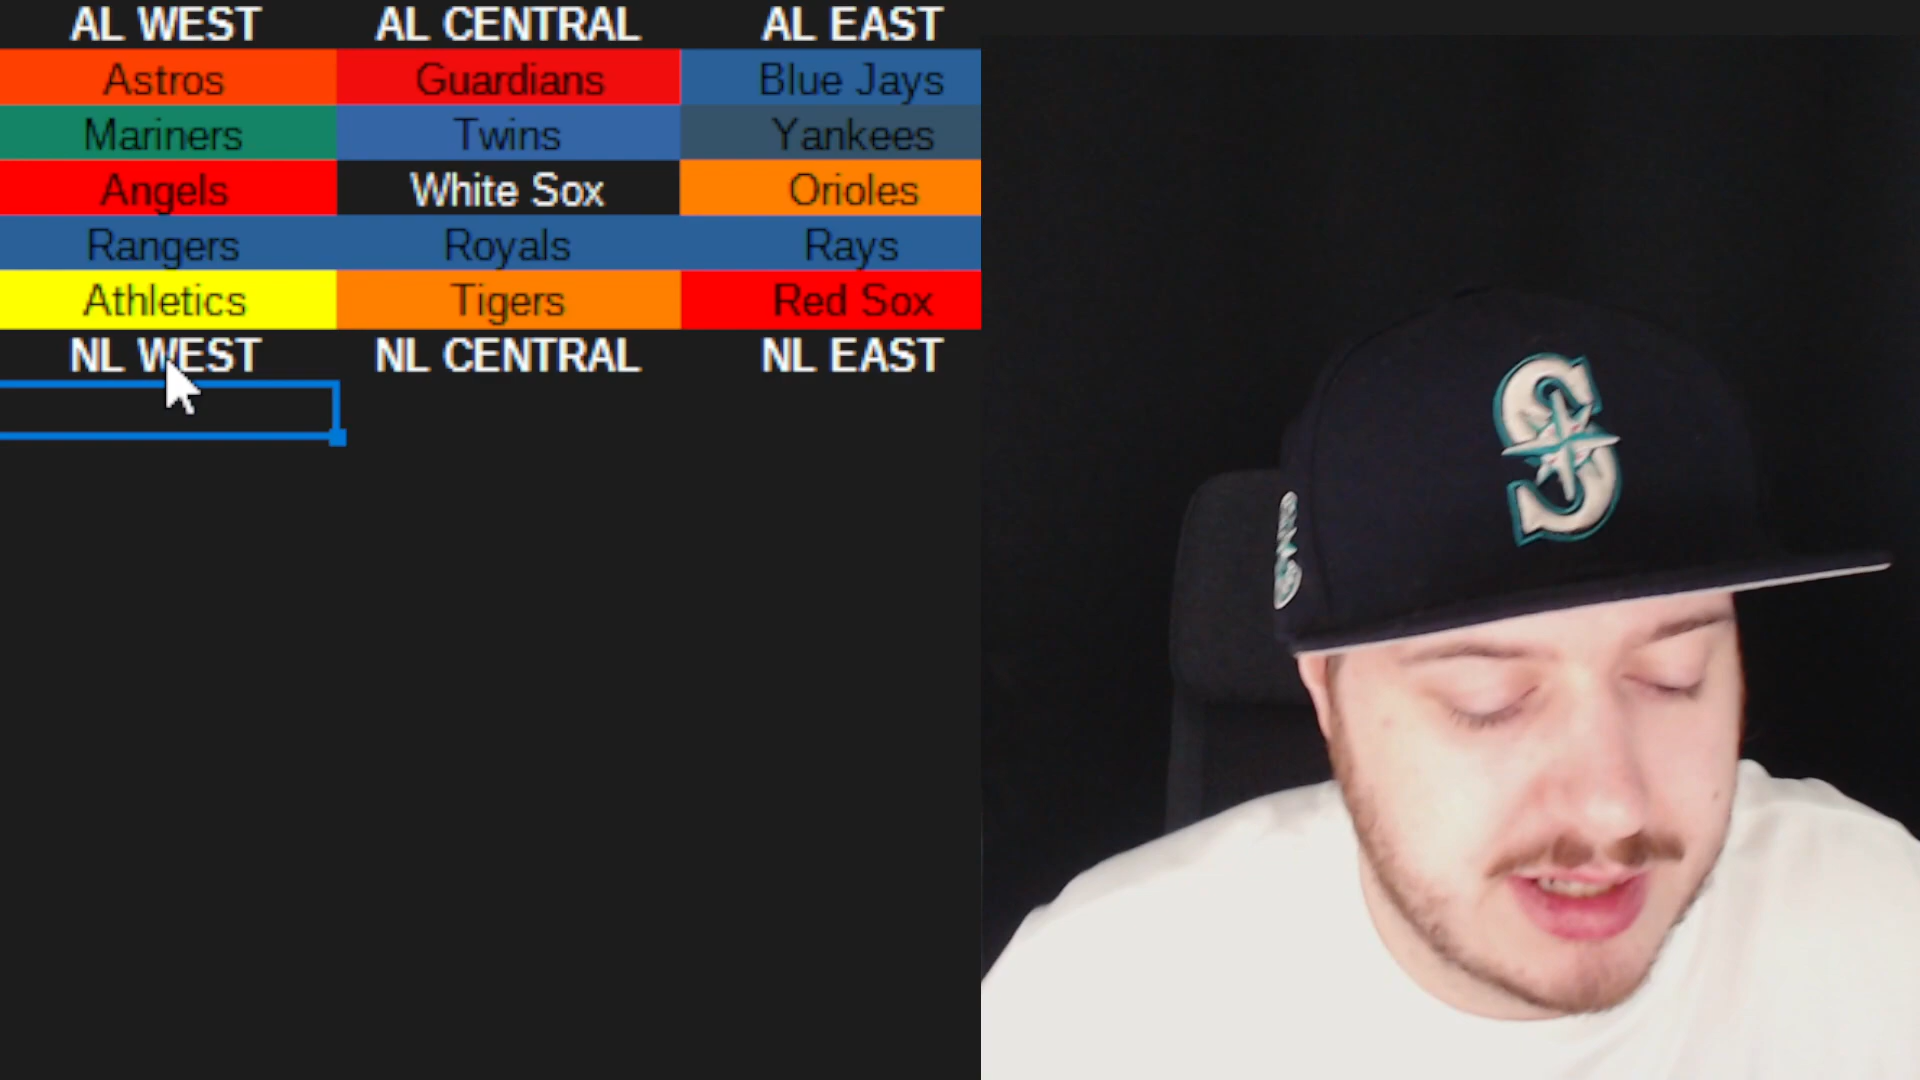 AL WEST AL CENTRAL AL EAST
Astros Guardians Blue Jays
Mariners Twins Yankees
Angels White Sox Orioles
Rangers Royals Rays
Athletics Tigers Red Sox
NL WEST NL CENTRAL NL EAST
S